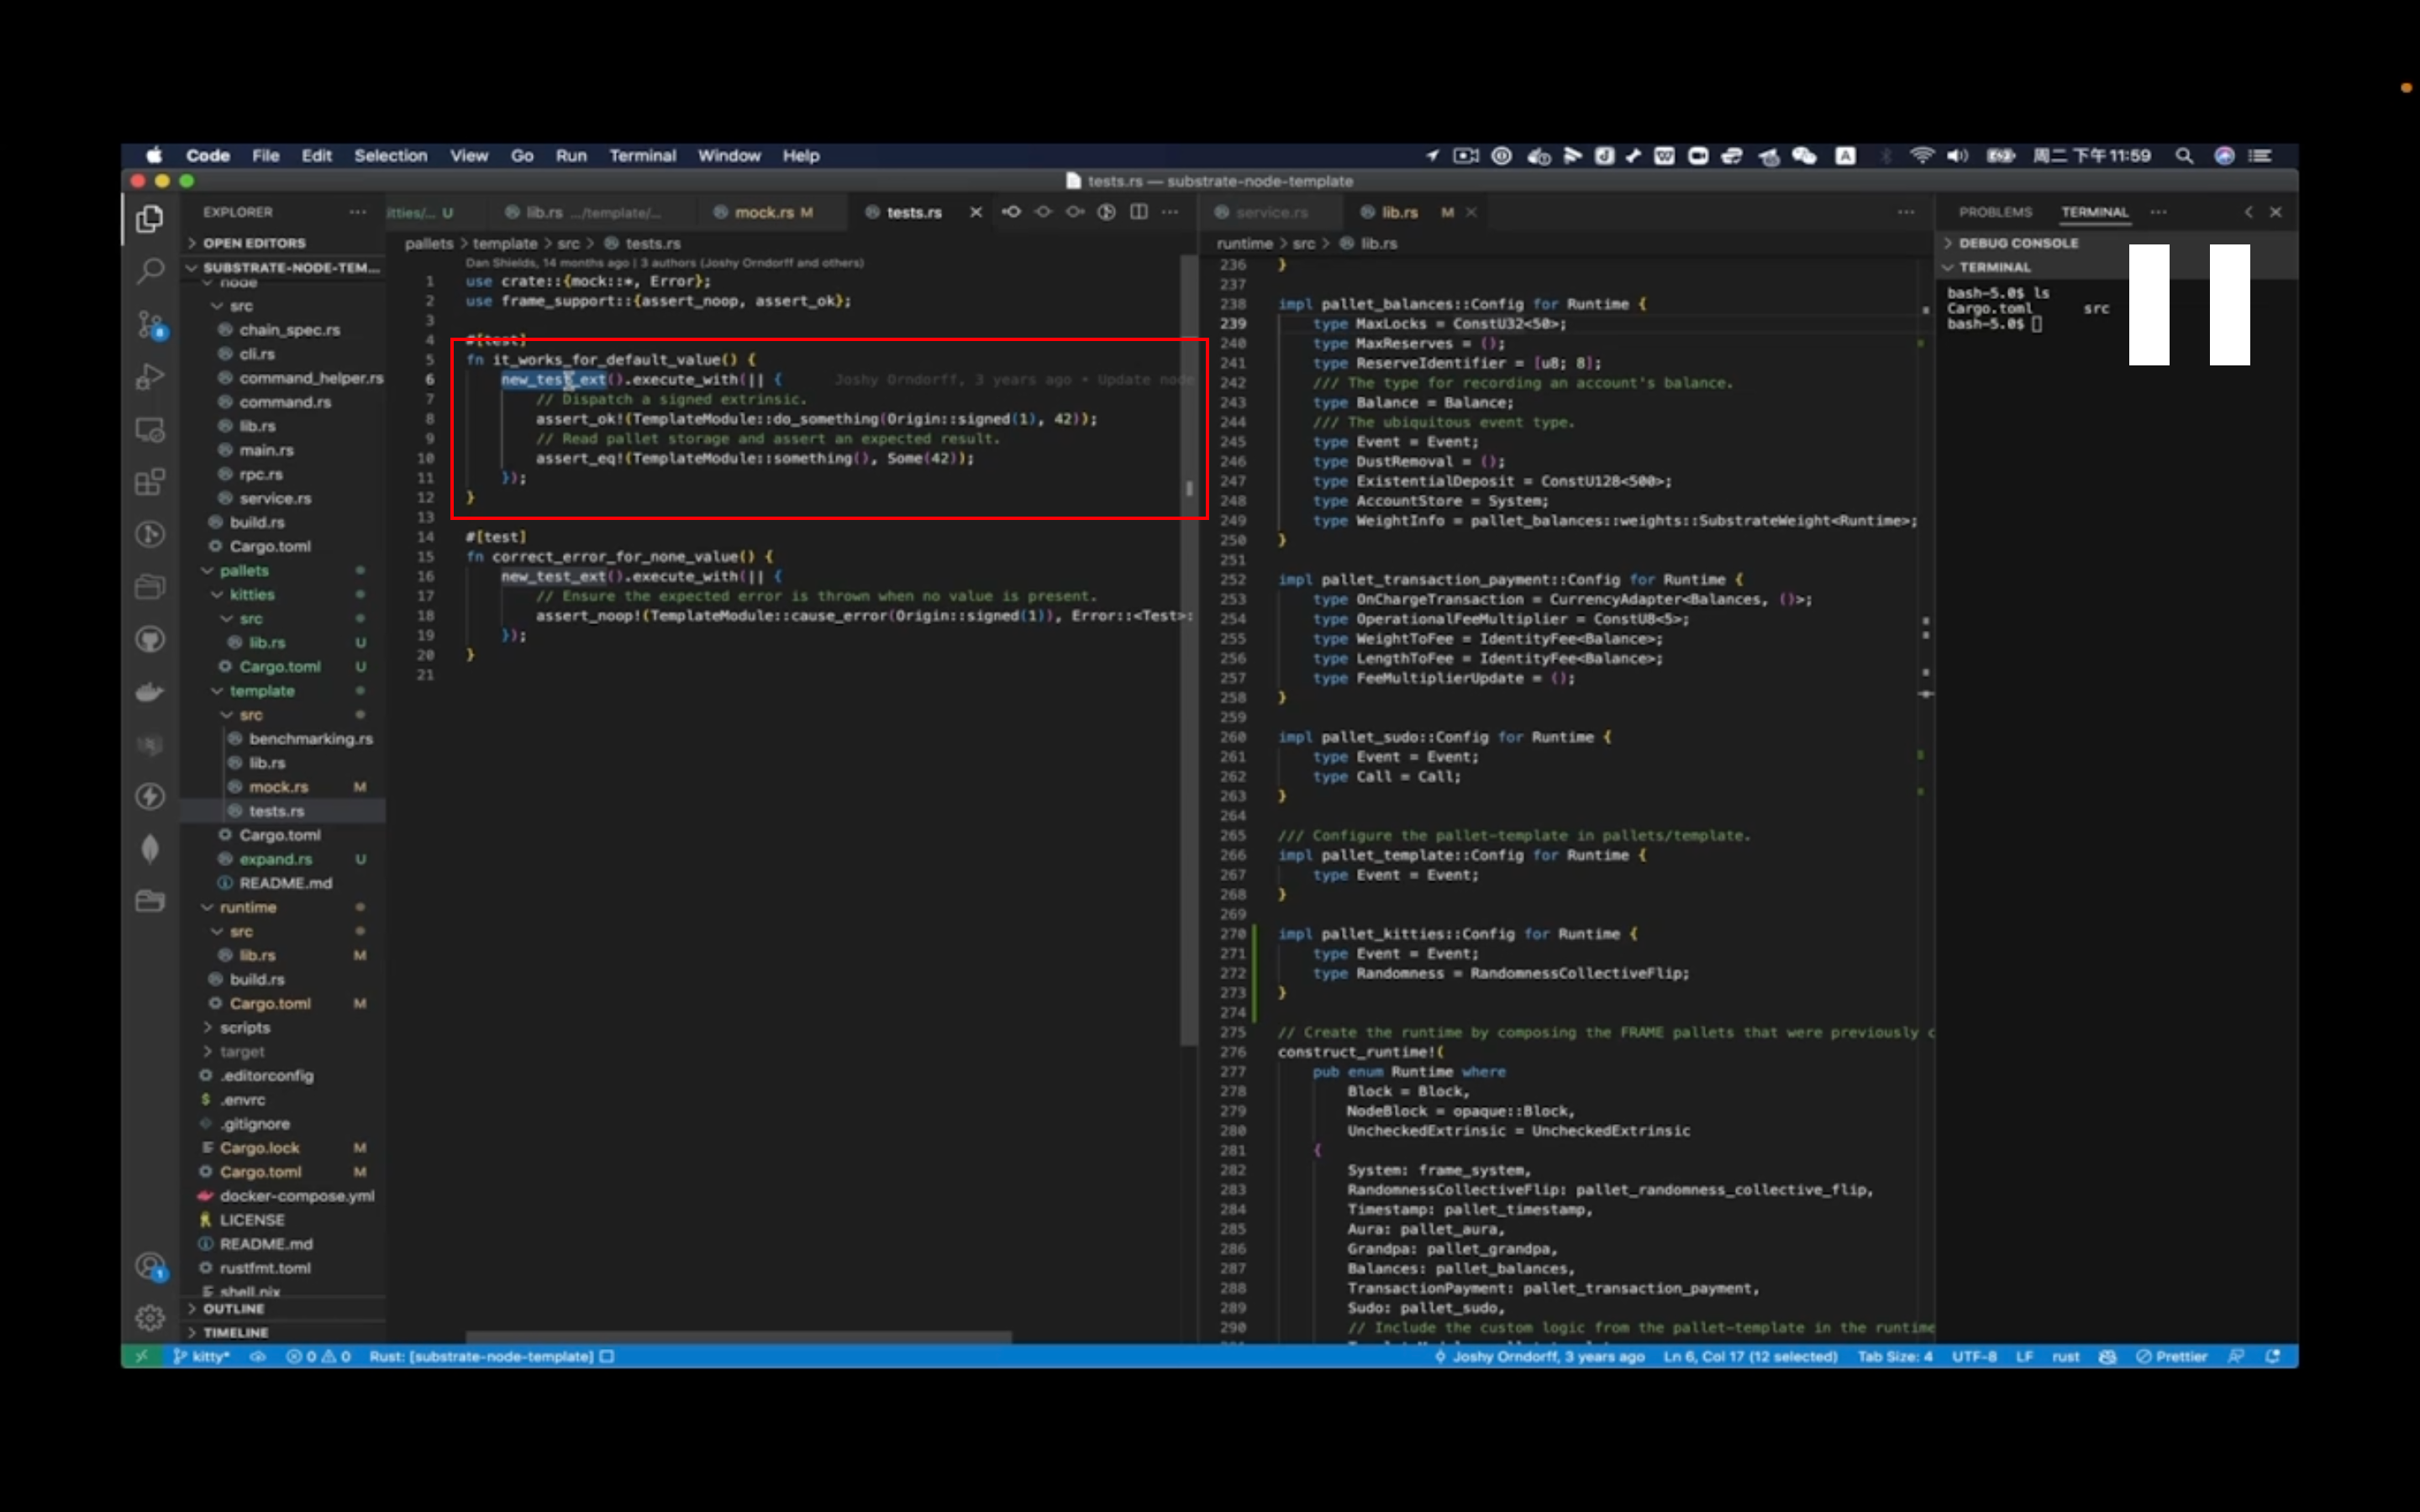 Code File Edit Selection View Go Run Terminal Window Help
周二 下午11:59
tests.rs — substrate-node-template
EXPLORER
OPEN EDITORS
SUBSTRATE-NODE-TEM...
node
src
chain_spec.rs
cli.rs
command_helper.rs
command.rs
lib.rs
main.rs
rpc.rs
service.rs
build.rs
Cargo.toml
pallets
kitties
src
lib.rs U
Cargo.toml U
template
src
benchmarking.rs
lib.rs
mock.rs M
tests.rs
Cargo.toml
expand.rs U
README.md
runtime
src
lib.rs M
build.rs
Cargo.toml M
scripts
target
.editorconfig
.envrc
.gitignore
Cargo.lock M
Cargo.toml M
docker-compose.yml
LICENSE
README.md
rustfmt.toml
shell.nix
OUTLINE
TIMELINE
itties/... U lib.rs .../template/... mock.rs M tests.rs
pallets > template > src > tests.rs
Dan Shields, 14 months ago | 3 authors (Joshy Orndorff and others)
1 use crate::{mock::*, Error};
2 use frame_support::{assert_noop, assert_ok};
3
4 #[test]
5 fn it_works_for_default_value() {
6 new_test_ext().execute_with(|| { Joshy Orndorff, 3 years ago • Update node
7 // Dispatch a signed extrinsic.
8 assert_ok!(TemplateModule::do_something(Origin::signed(1), 42));
9 // Read pallet storage and assert an expected result.
10 assert_eq!(TemplateModule::something(), Some(42));
11 });
12 }
13
14 #[test]
15 fn correct_error_for_none_value() {
16 new_test_ext().execute_with(|| {
17 // Ensure the expected error is thrown when no value is present.
18 assert_noop!(TemplateModule::cause_error(Origin::signed(1)), Error::<Test>:
19 });
20 }
21
service.rs lib.rs M
runtime > src > lib.rs
236 }
237
238 impl pallet_balances::Config for Runtime {
239 type MaxLocks = ConstU32<50>;
240 type MaxReserves = ();
241 type ReserveIdentifier = [u8; 8];
242 /// The type for recording an account's balance.
243 type Balance = Balance;
244 /// The ubiquitous event type.
245 type Event = Event;
246 type DustRemoval = ();
247 type ExistentialDeposit = ConstU128<500>;
248 type AccountStore = System;
249 type WeightInfo = pallet_balances::weights::SubstrateWeight<Runtime>;
250 }
251
252 impl pallet_transaction_payment::Config for Runtime {
253 type OnChargeTransaction = CurrencyAdapter<Balances, ()>;
254 type OperationalFeeMultiplier = ConstU8<5>;
255 type WeightToFee = IdentityFee<Balance>;
256 type LengthToFee = IdentityFee<Balance>;
257 type FeeMultiplierUpdate = ();
258 }
259
260 impl pallet_sudo::Config for Runtime {
261 type Event = Event;
262 type Call = Call;
263 }
264
265 /// Configure the pallet-template in pallets/template.
266 impl pallet_template::Config for Runtime {
267 type Event = Event;
268 }
269
270 impl pallet_kitties::Config for Runtime {
271 type Event = Event;
272 type Randomness = RandomnessCollectiveFlip;
273 }
274
275 // Create the runtime by composing the FRAME pallets that were previously c
276 construct_runtime!(
277 pub enum Runtime where
278 Block = Block,
279 NodeBlock = opaque::Block,
280 UncheckedExtrinsic = UncheckedExtrinsic
281 {
282 System: frame_system,
283 RandomnessCollectiveFlip: pallet_randomness_collective_flip,
284 Timestamp: pallet_timestamp,
285 Aura: pallet_aura,
286 Grandpa: pallet_grandpa,
287 Balances: pallet_balances,
288 TransactionPayment: pallet_transaction_payment,
289 Sudo: pallet_sudo,
290 // Include the custom logic from the pallet-template in the runtime
PROBLEMS TERMINAL
DEBUG CONSOLE
TERMINAL
bash-5.0$ ls
Cargo.toml src
bash-5.0$
kitty* 0 0 Rust: [substrate-node-template]
Joshy Orndorff, 3 years ago Ln 6, Col 17 (12 selected) Tab Size: 4 UTF-8 LF rust Prettier